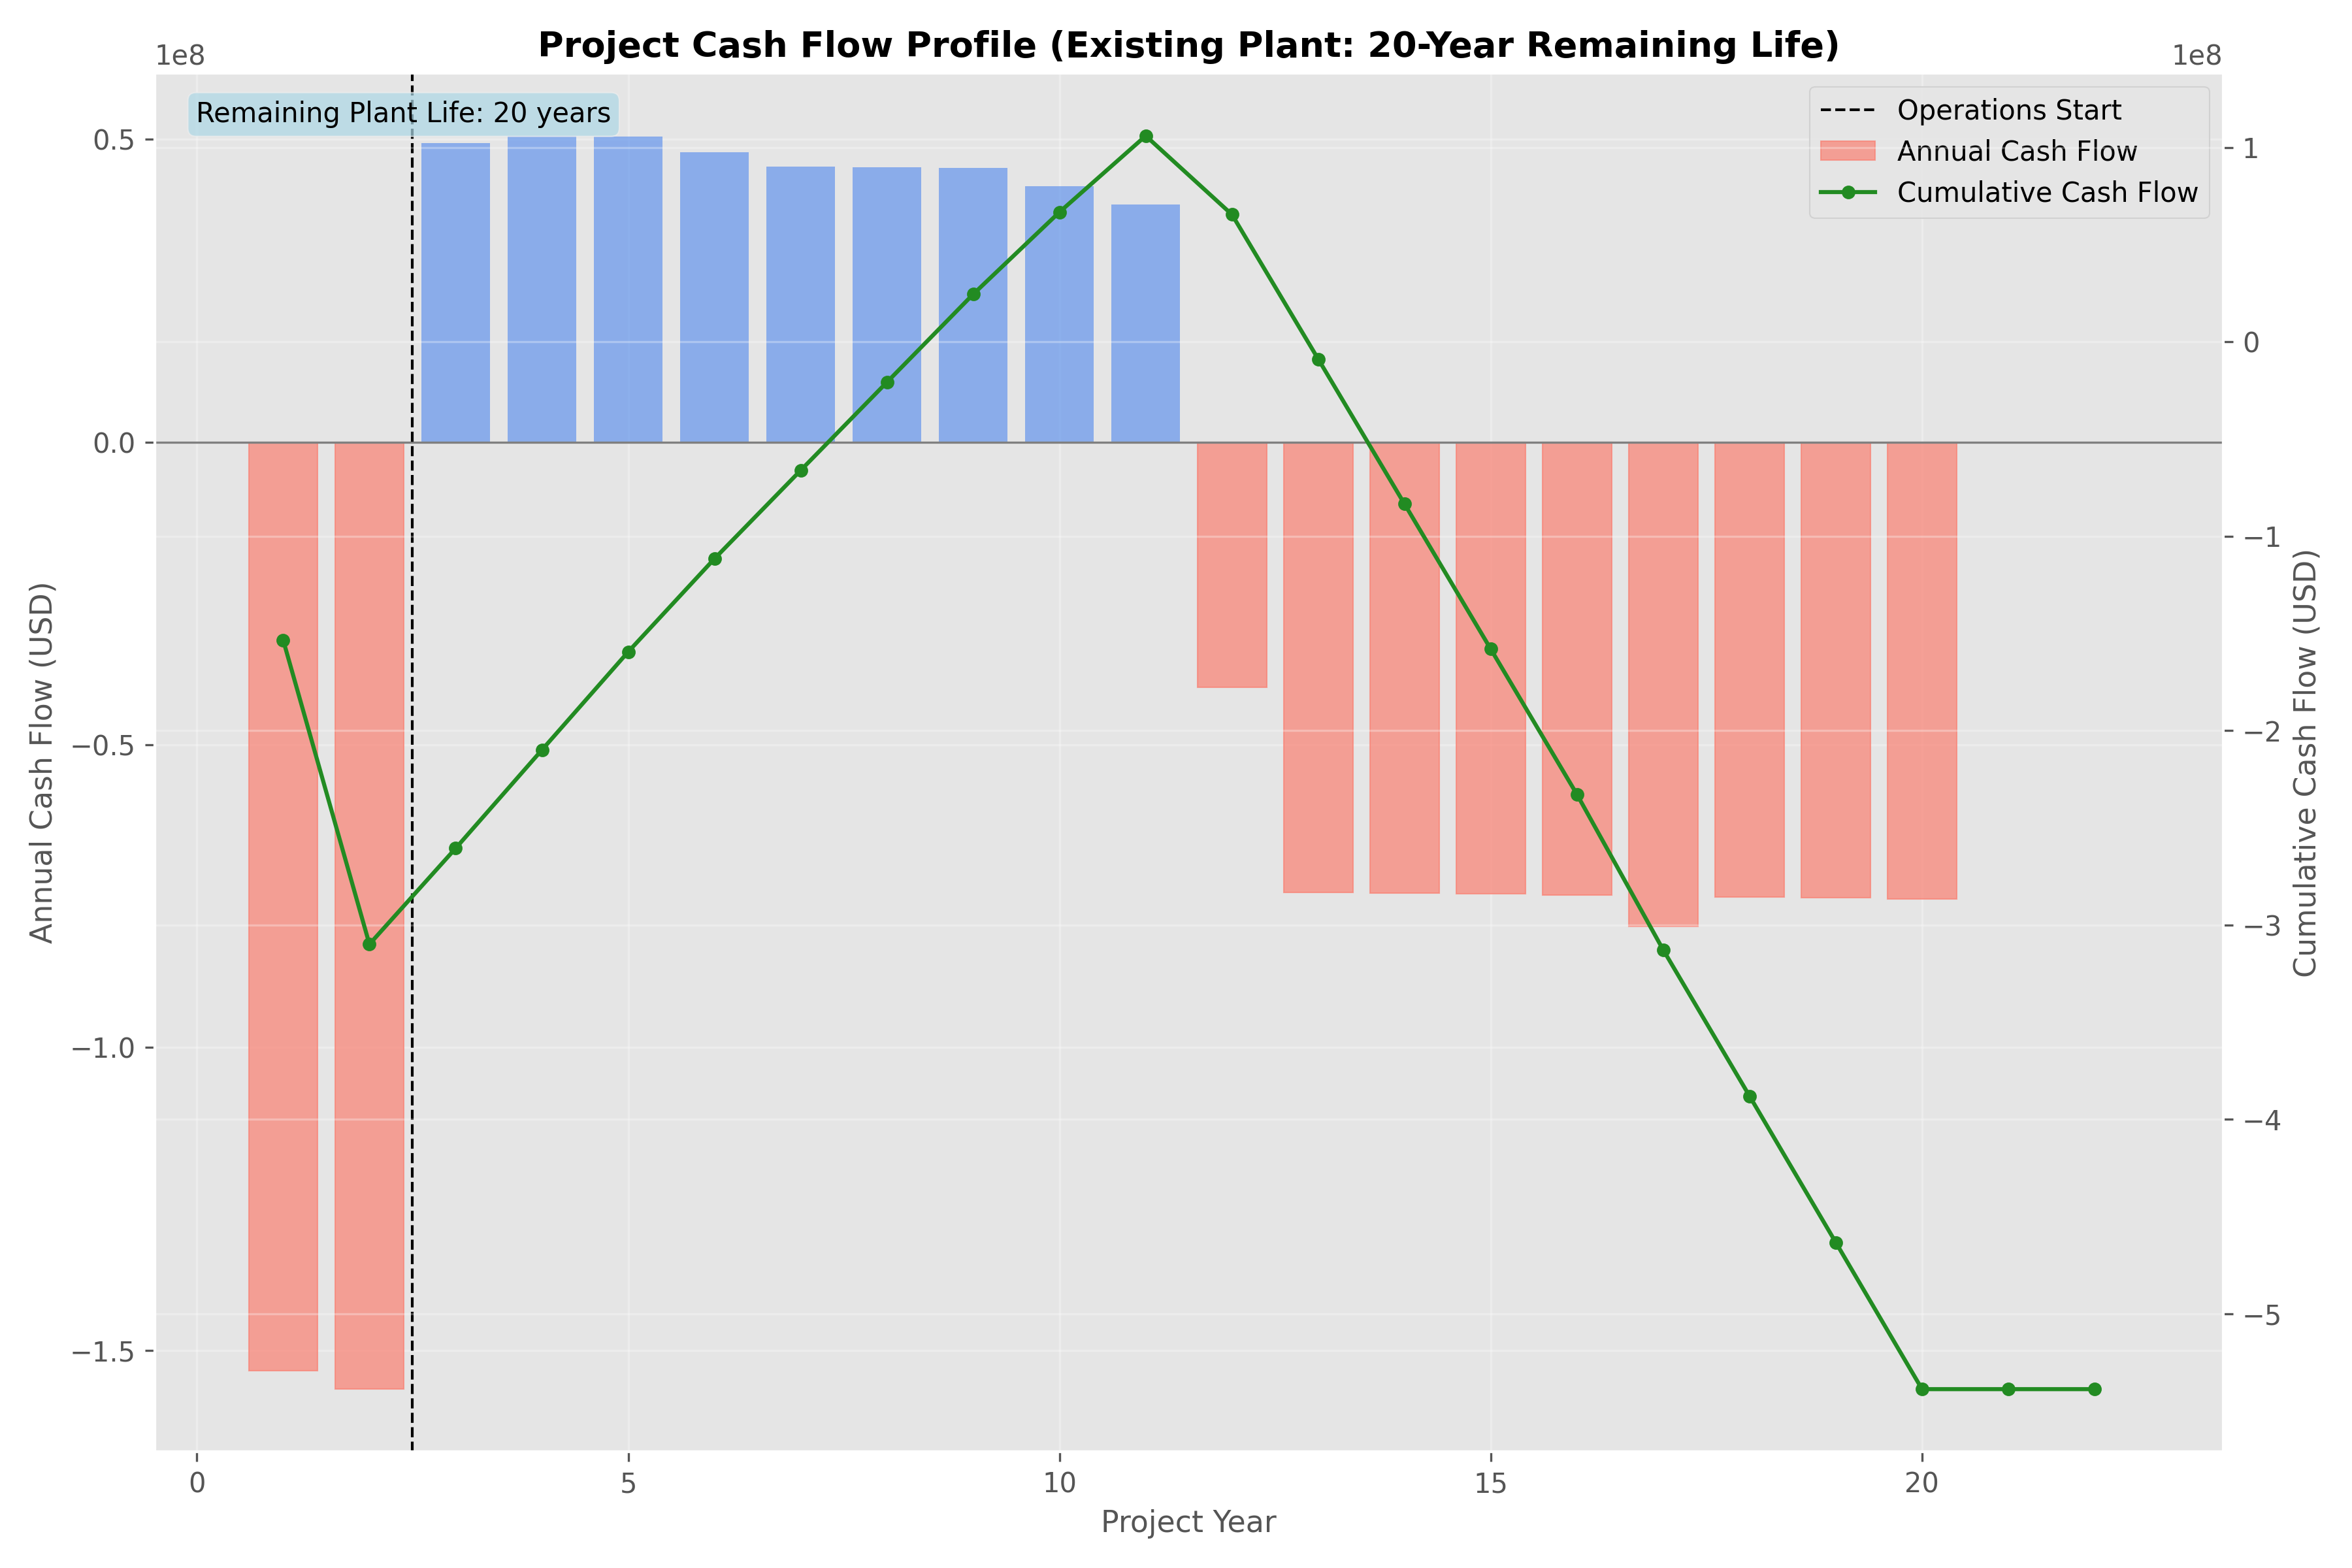 Project Cash Flow Profile (Existing Plant: 20-Year Remaining Life)
1e8
1e8
Remaining Plant Life: 20 years
Operations Start
Annual Cash Flow
Cumulative Cash Flow
Annual Cash Flow (USD)
0.5
0.0
−0.5
−1.0
−1.5
1
0
−1
−2
−3
−4
−5
Cumulative Cash Flow (USD)
0
5
10
15
20
Project Year